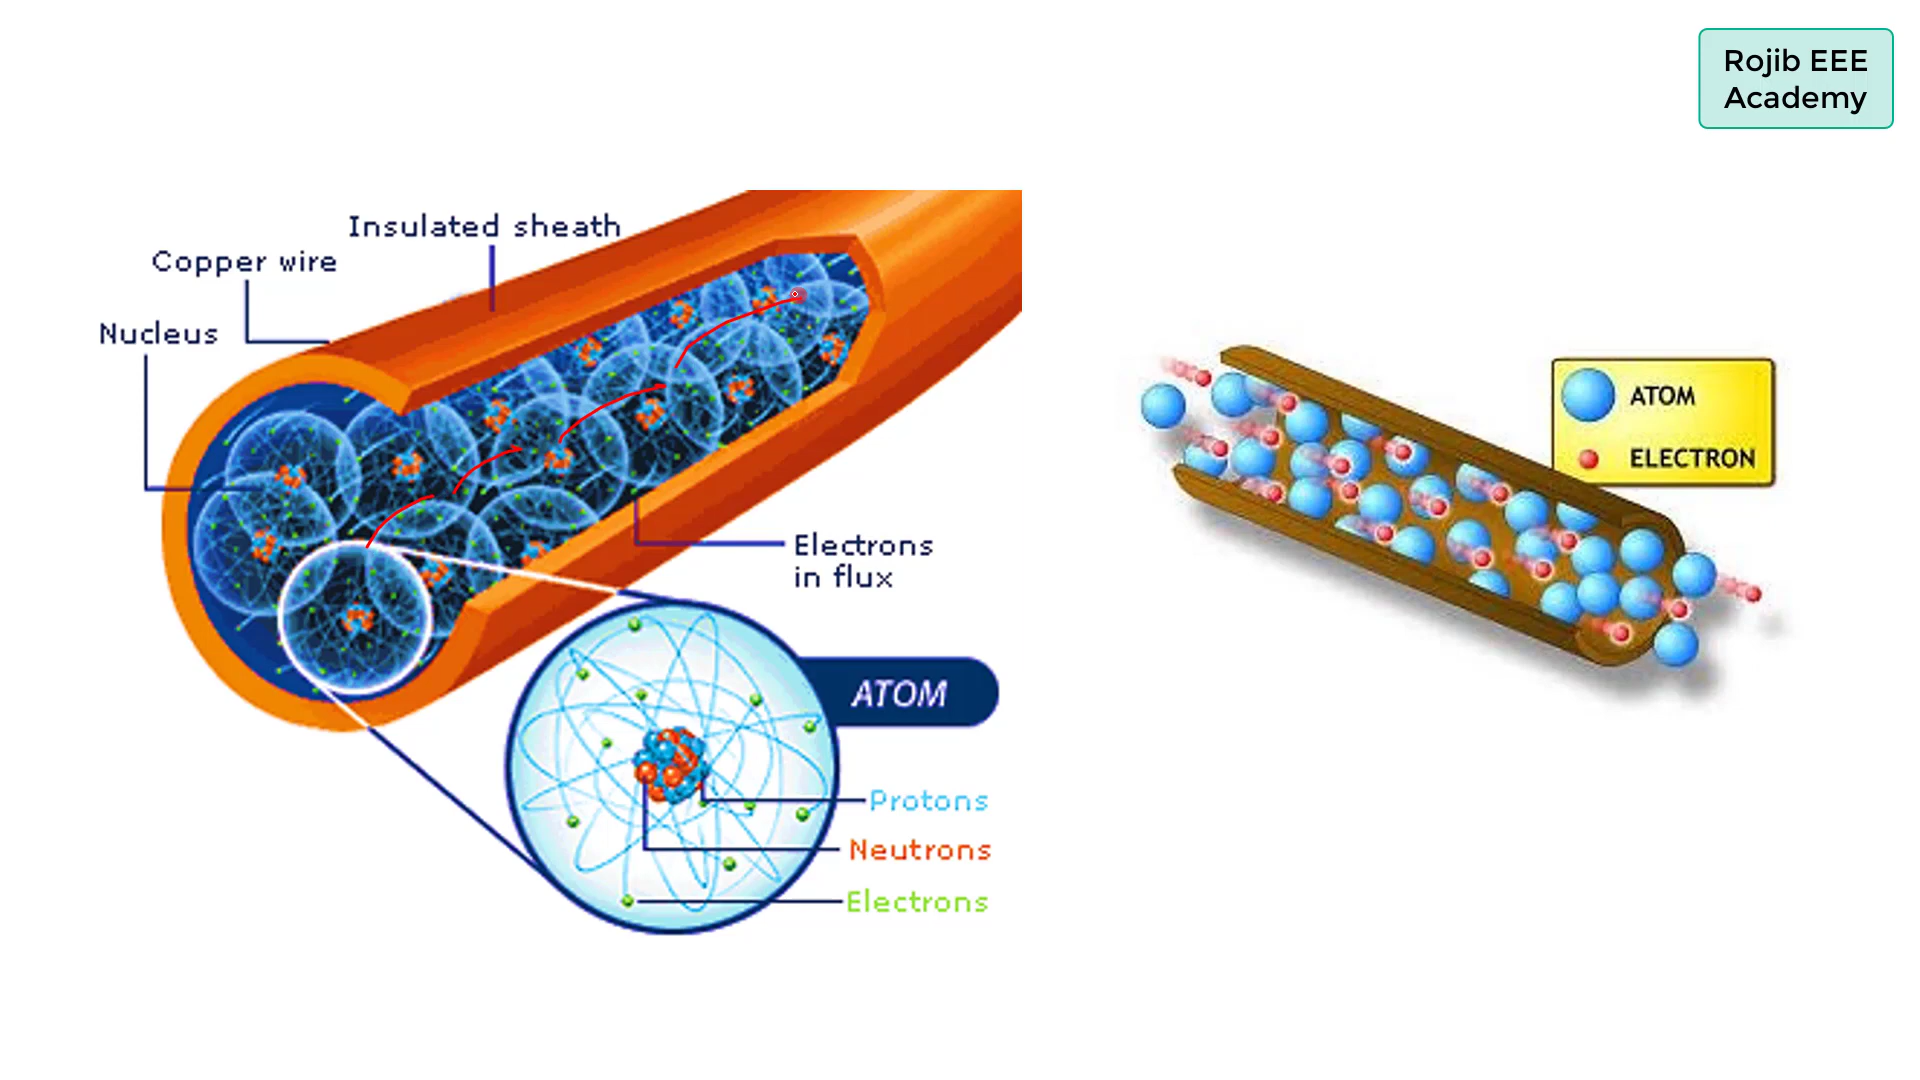 Rojib EEE
Academy
Insulated sheath
Copper wire
Nucleus
Electrons
in flux
ATOM
Protons
Neutrons
Electrons
ATOM
ELECTRON